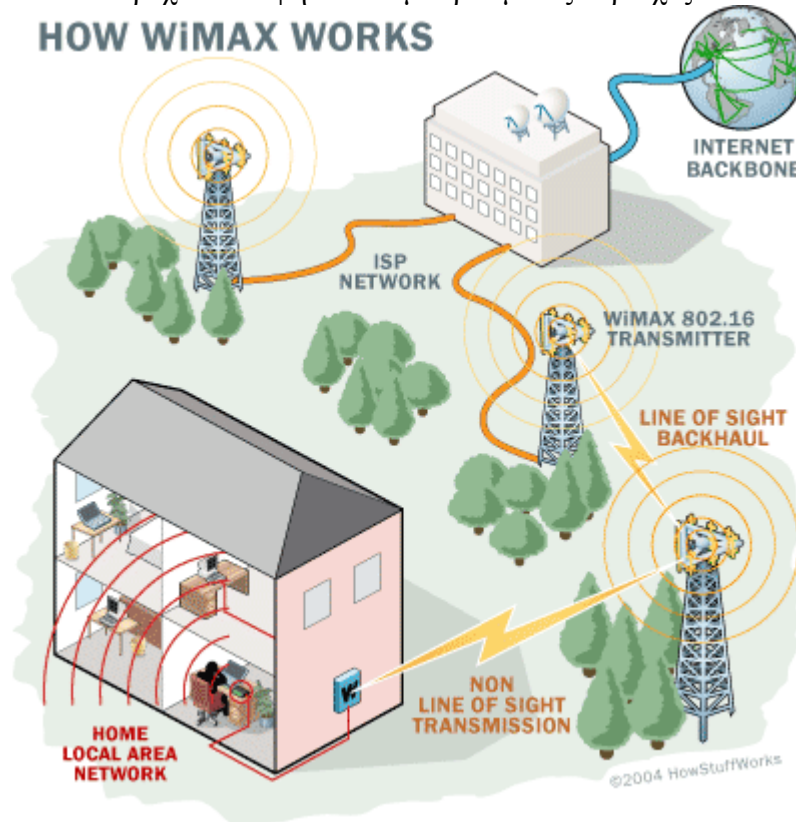 HOW WiMAX WORKS
INTERNET
BACKBONE
ISP
NETWORK
WiMAX 802.16
TRANSMITTER
LINE OF SIGHT
BACKHAUL
NON
LINE OF SIGHT
TRANSMISSION
HOME
LOCAL AREA
NETWORK
©2004 HowStuffWorks